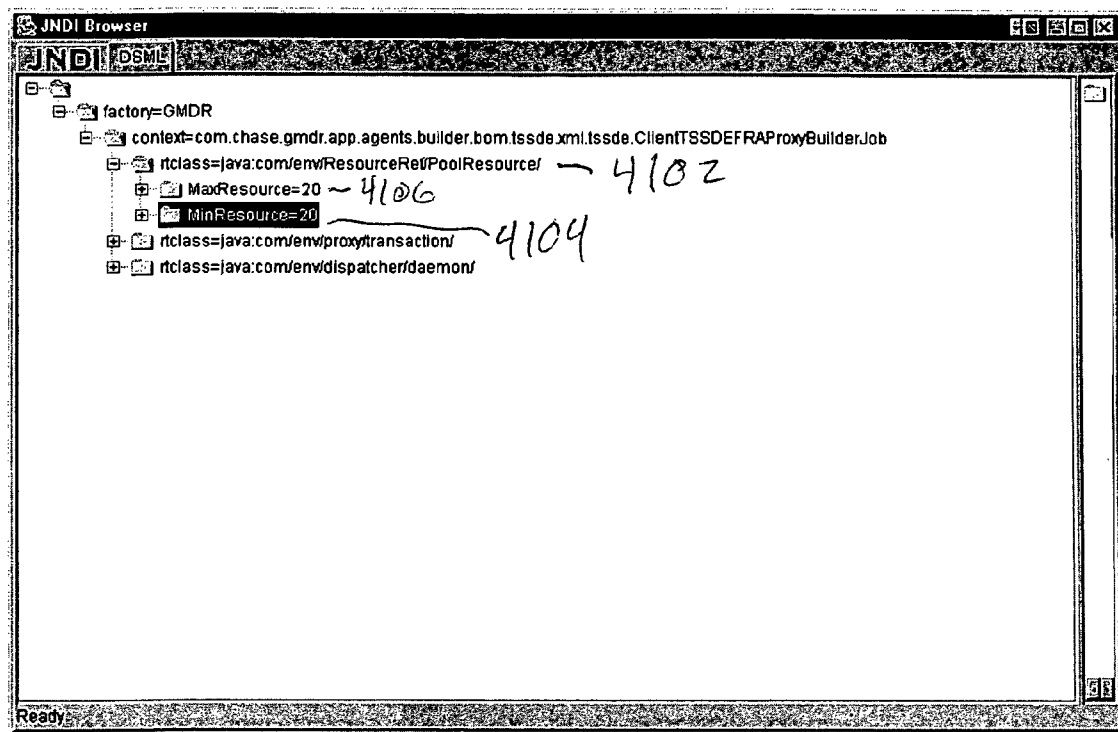 JNDI Browser
JNDI DSML
factory=GMDR
context=com.chase.gmdr.app.agents.builder.bom.tssde.xml.tssde.ClientTSSDEFRAProxyBuilderJob
rtclass=java:com/env/ResourceRef/PoolResource/ 4102
MaxResource=20 4106
MinResource=20 4104
rtclass=java:com/env/proxy/transaction/
rtclass=java:com/env/dispatcher/daemon/
Ready